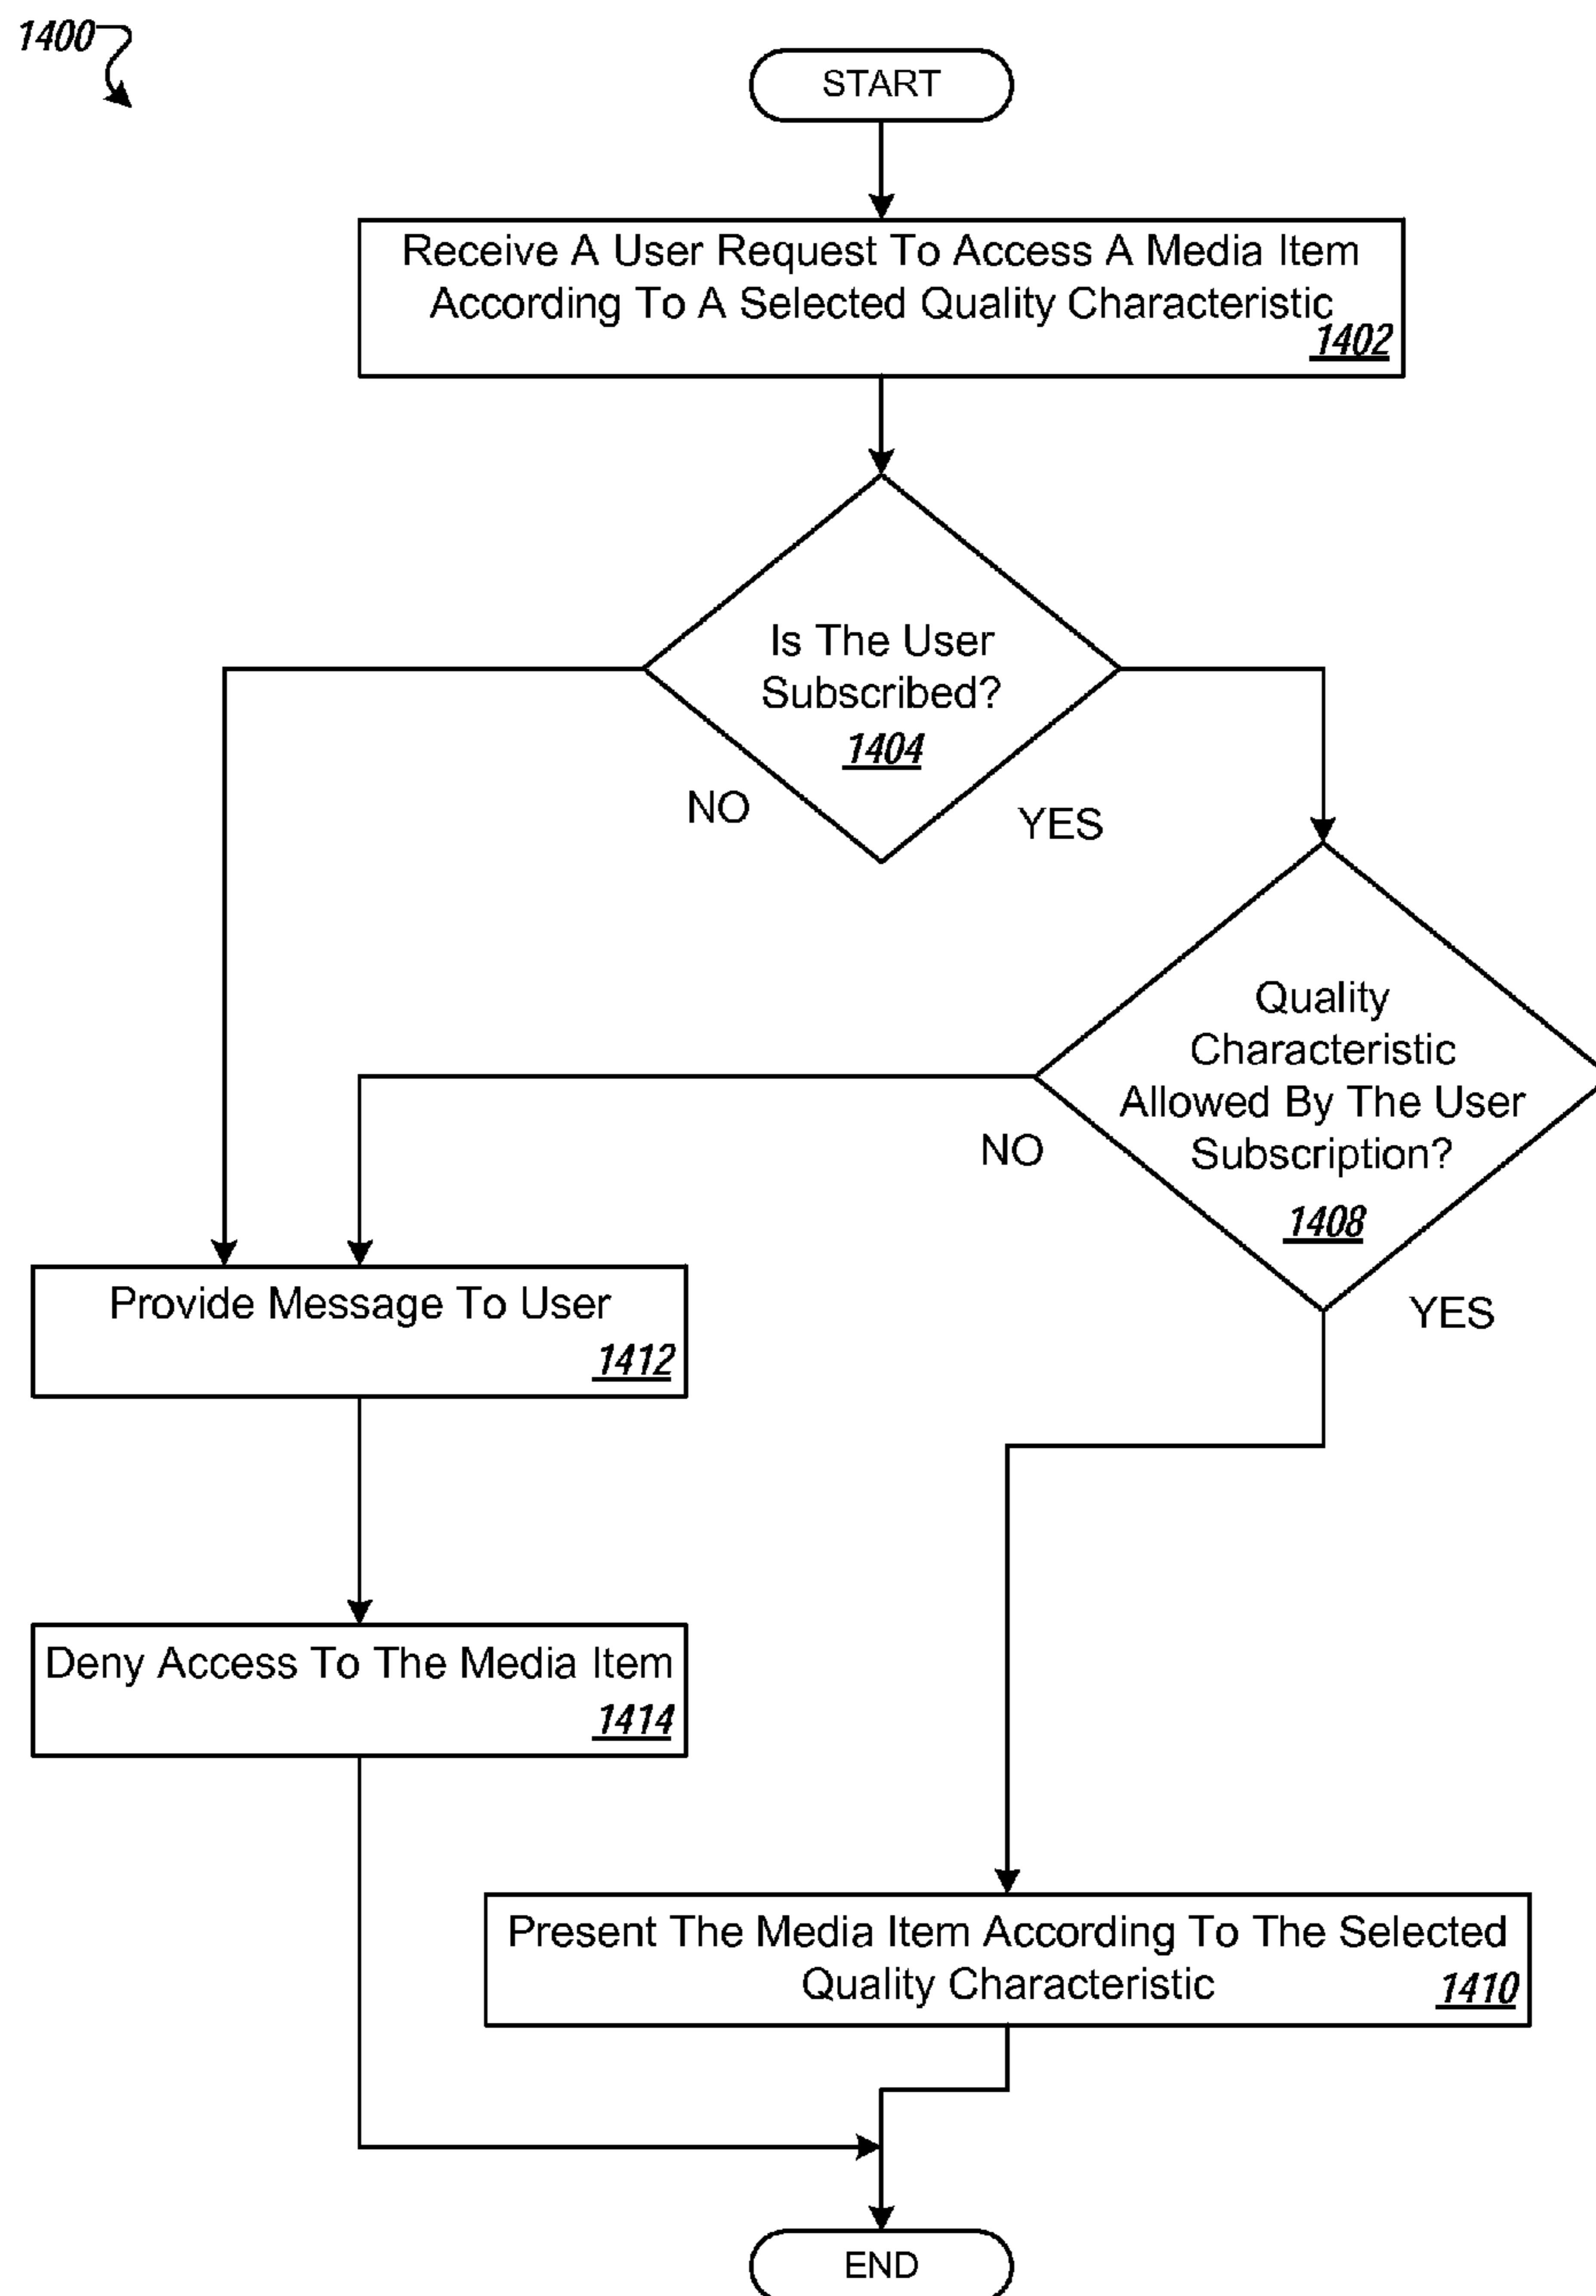 1400
START
Receive A User Request To Access A Media Item
According To A Selected Quality Characteristic
1402
Is The User
Subscribed?
1404
NO
YES
Quality
Characteristic
Allowed By The User
Subscription?
1408
NO
YES
Provide Message To User
1412
Deny Access To The Media Item
1414
Present The Media Item According To The Selected
Quality Characteristic
1410
END